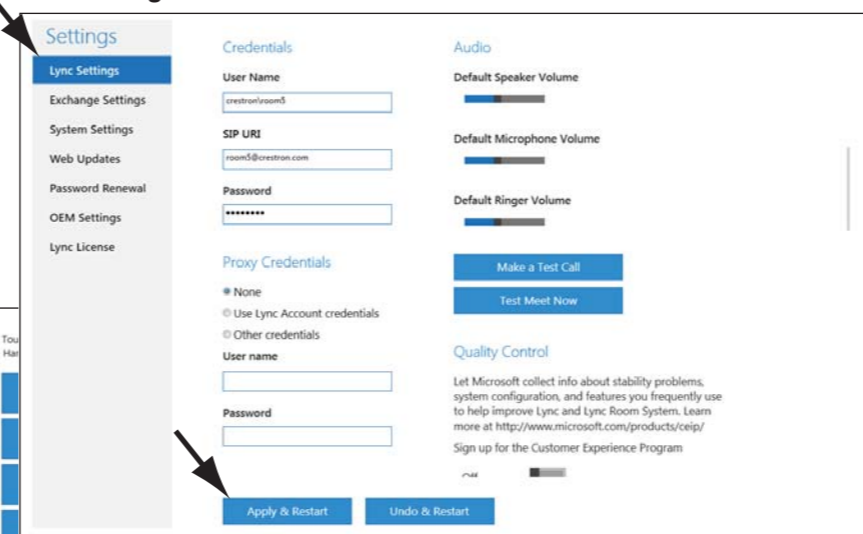 Settings
Lync Settings
Exchange Settings
System Settings
Web Updates
Password Renewal
OEM Settings
Lync License
Credentials
User Name
crestron\room5
SIP URI
room5@crestron.com
Password
••••••••
Proxy Credentials
None
Use Lync Account credentials
Other credentials
User name
Password
Audio
Default Speaker Volume
Default Microphone Volume
Default Ringer Volume
Make a Test Call
Test Meet Now
Quality Control
Let Microsoft collect info about stability problems,
system configuration, and features you frequently use
to help improve Lync and Lync Room System. Learn
more at http://www.microsoft.com/products/ceip/
Sign up for the Customer Experience Program
Off
Apply & Restart
Undo & Restart
Tou
Har